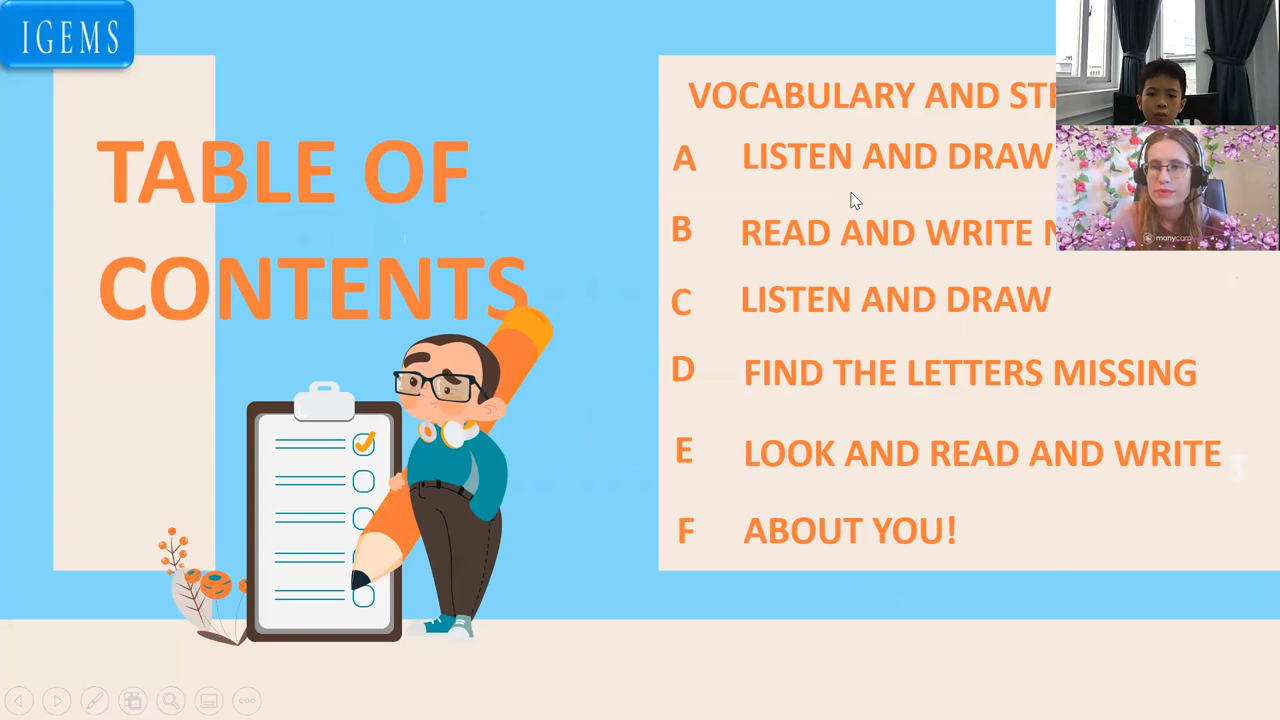 IGEMS
TABLE OF
CONTENTS
VOCABULARY AND
A LISTEN AND DRAW
B READ AND WRITE
C LISTEN AND DRAW
D FIND THE LETTERS MISSING
E LOOK AND READ AND WRITE
F ABOUT YOU!
manycam